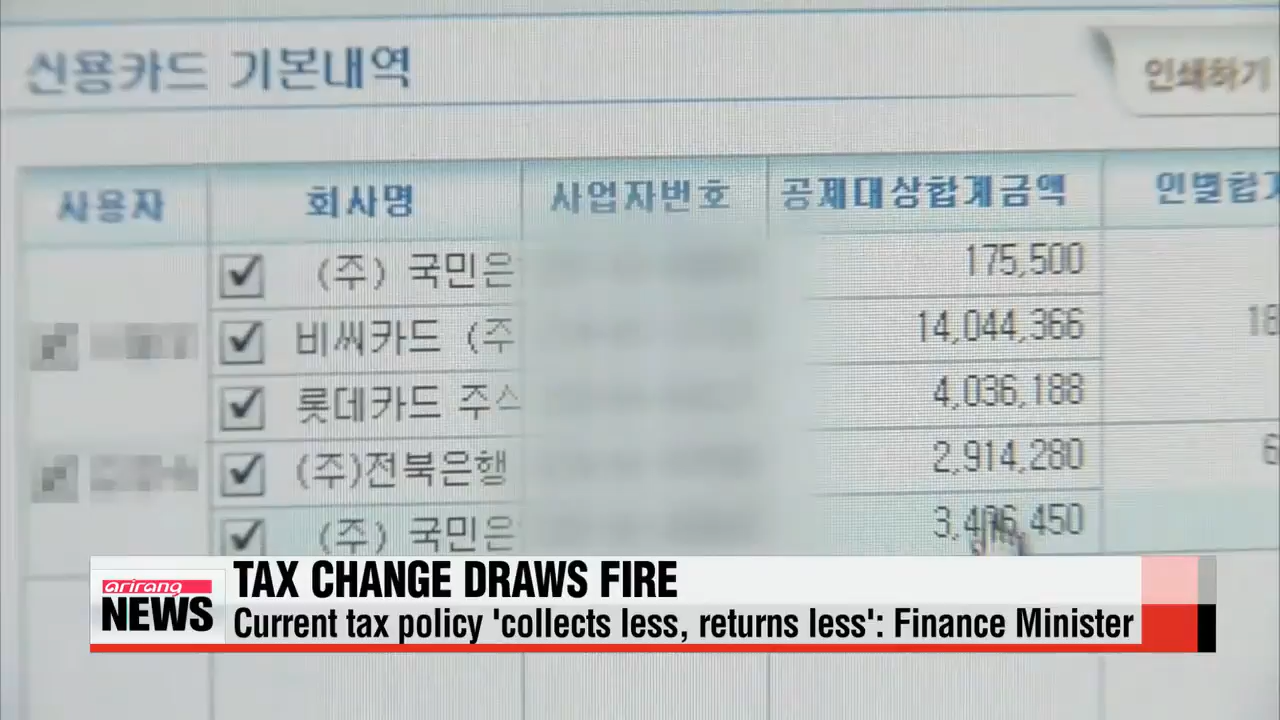 신용카드 기본내역
인쇄하기
사용자 회사명 사업자번호 공제대상합계금액
(주) 국민은 175,500
비씨카드 (주 14,044,366
롯데카드 주 4,036,188
(주)전북은행 2,914,280
(주) 국민은
arirang
NEWS
TAX CHANGE DRAWS FIRE
Current tax policy 'collects less, returns less': Finance Minister